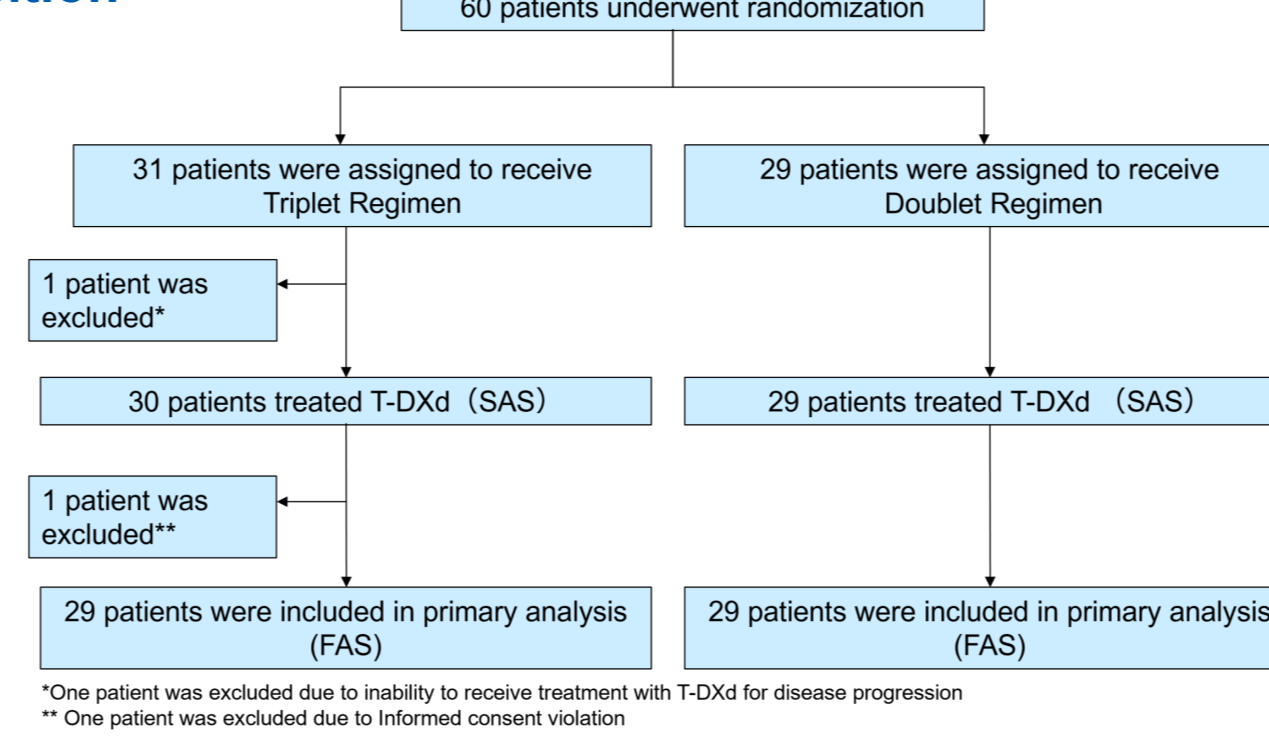 60 patients underwent randomization
31 patients were assigned to receive
Triplet Regimen
29 patients were assigned to receive
Doublet Regimen
1 patient was
excluded*
30 patients treated T-DXd（SAS）
29 patients treated T-DXd （SAS）
1 patient was
excluded**
29 patients were included in primary analysis
(FAS)
29 patients were included in primary analysis
(FAS)
*One patient was excluded due to inability to receive treatment with T-DXd for disease progression
** One patient was excluded due to Informed consent violation